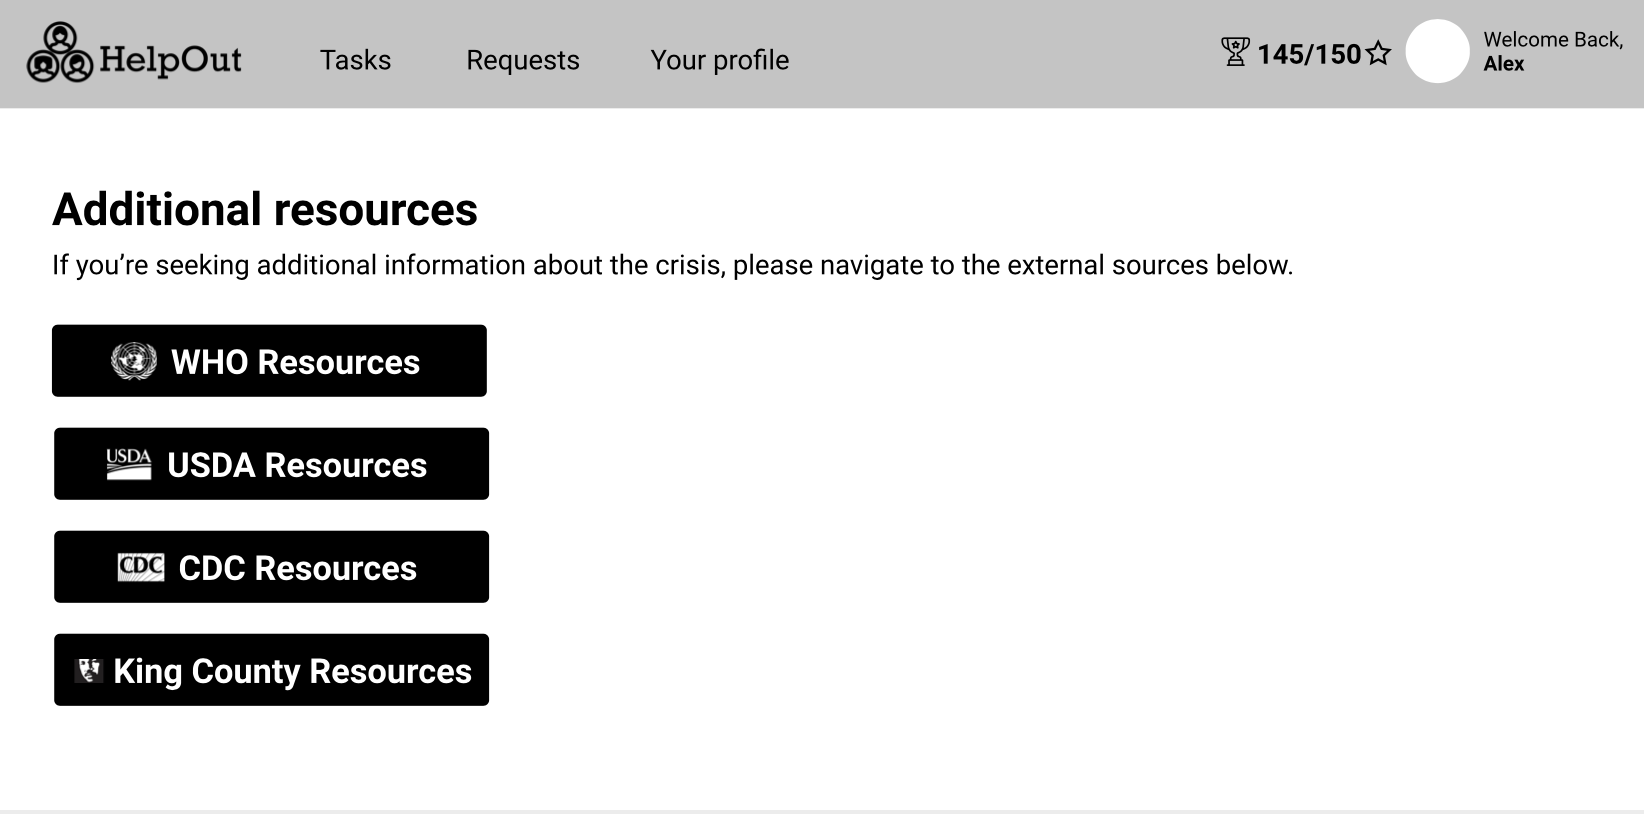 HelpOut
Tasks
Requests
Your profile
145/150
Welcome Back,
Alex
Additional resources
If you’re seeking additional information about the crisis, please navigate to the external sources below.
WHO Resources
USDA
USDA Resources
CDC
CDC Resources
King County Resources